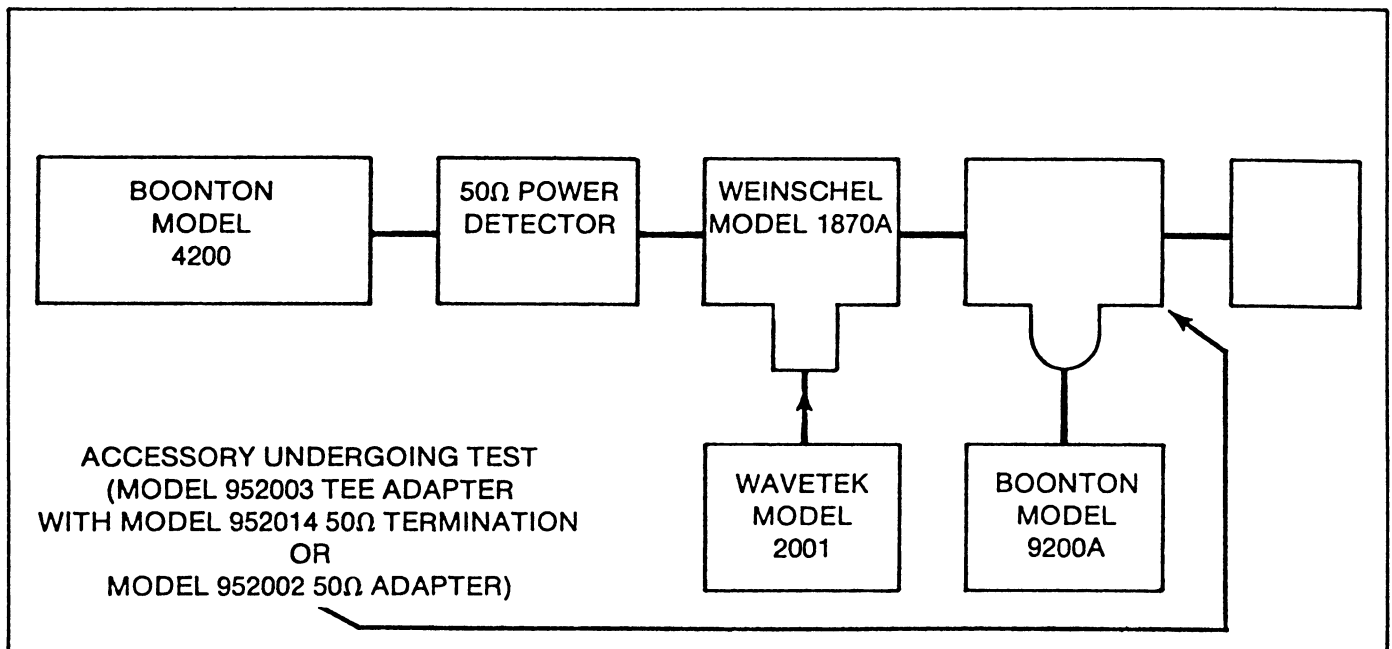 BOONTON
MODEL
4200
50Ω POWER
DETECTOR
WEINSCHEL
MODEL 1870A
WAVETEK
MODEL
2001
BOONTON
MODEL
9200A
ACCESSORY UNDERGOING TEST
(MODEL 952003 TEE ADAPTER
WITH MODEL 952014 50Ω TERMINATION
OR
MODEL 952002 50Ω ADAPTER)